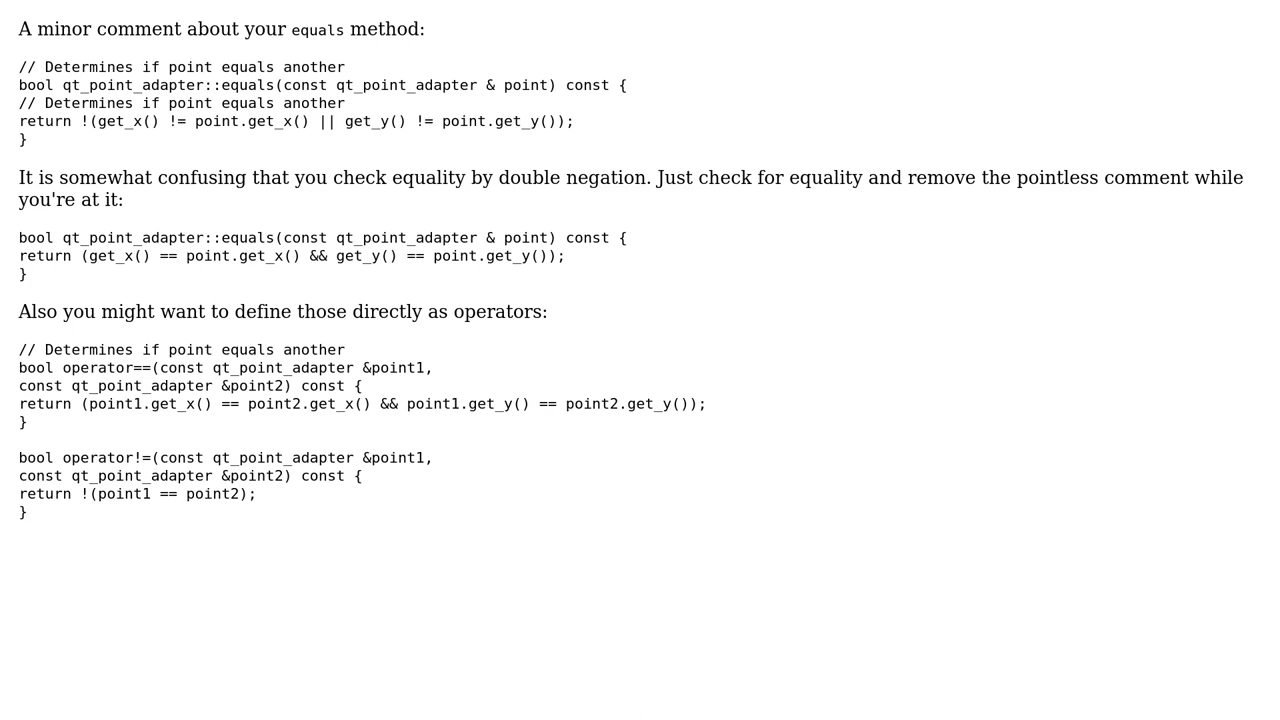 A minor comment about your equals method:
// Determines if point equals another
bool qt_point_adapter::equals(const qt_point_adapter & point) const {
// Determines if point equals another
return !(get_x() != point.get_x() || get_y() != point.get_y());
}
It is somewhat confusing that you check equality by double negation. Just check for equality and remove the pointless comment while
you're at it:
bool qt_point_adapter::equals(const qt_point_adapter & point) const {
return (get_x() == point.get_x() && get_y() == point.get_y());
}
Also you might want to define those directly as operators:
// Determines if point equals another
bool operator==(const qt_point_adapter &point1,
const qt_point_adapter &point2) const {
return (point1.get_x() == point2.get_x() && point1.get_y() == point2.get_y());
}
bool operator!=(const qt_point_adapter &point1,
const qt_point_adapter &point2) const {
return !(point1 == point2);
}